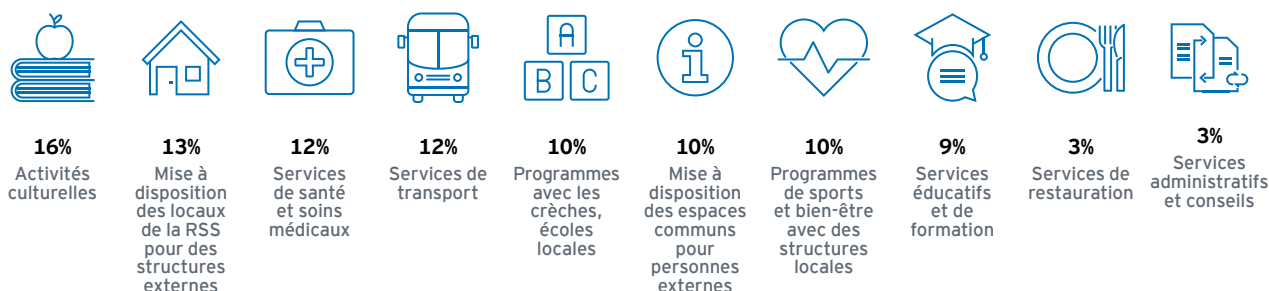 A
B C
i
16%
Activités
culturelles
13%
Mise à
disposition
des locaux
de la RSS
pour des
structures
externes
12%
Services
de santé
et soins
médicaux
12%
Services de
transport
10%
Programmes
avec les
crèches,
écoles
locales
10%
Mise à
disposition
des espaces
communs
pour
personnes
externes
10%
Programmes
de sports
et bien-être
avec des
structures
locales
9%
Services
éducatifs
et de
formation
3%
Services de
restauration
3%
Services
administratifs
et conseils